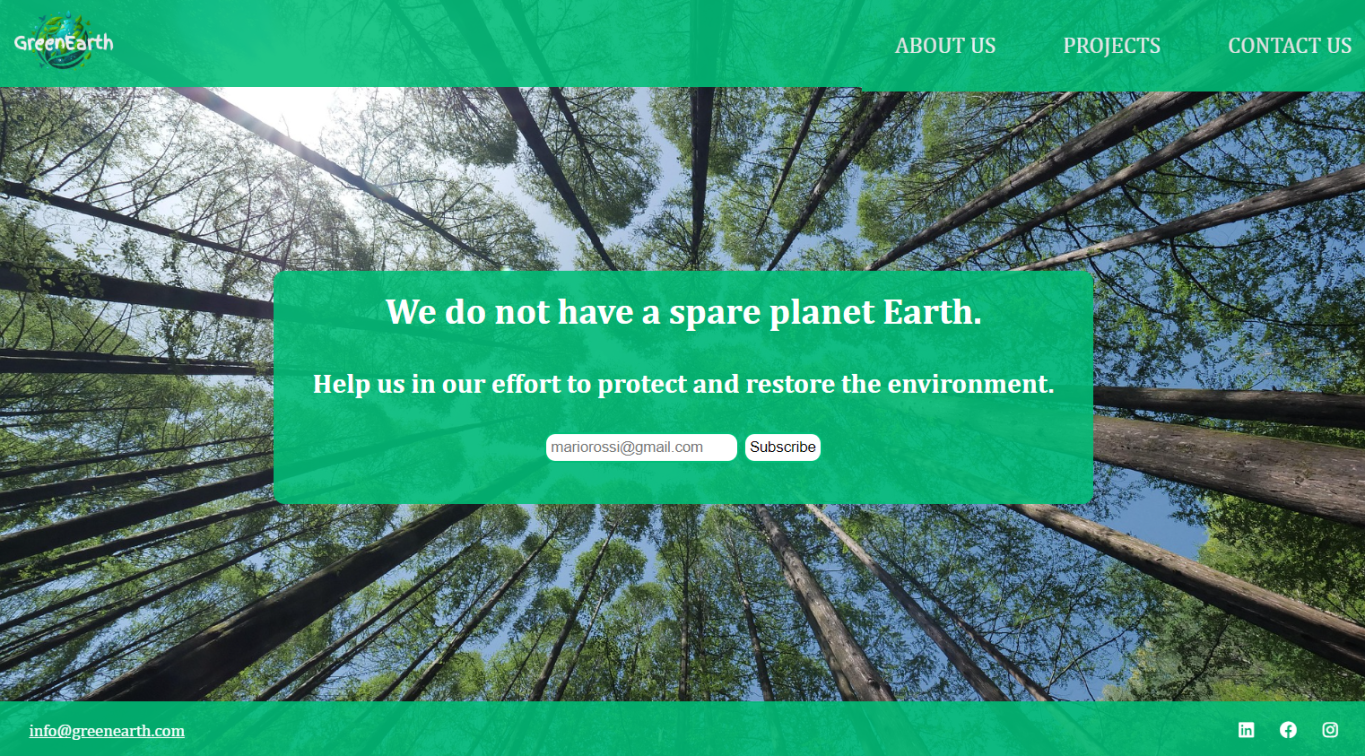 GreenEarth
ABOUT US PROJECTS CONTACT US
We do not have a spare planet Earth.
Help us in our effort to protect and restore the environment.
mariorossi@gmail.com Subscribe
info@greenearth.com